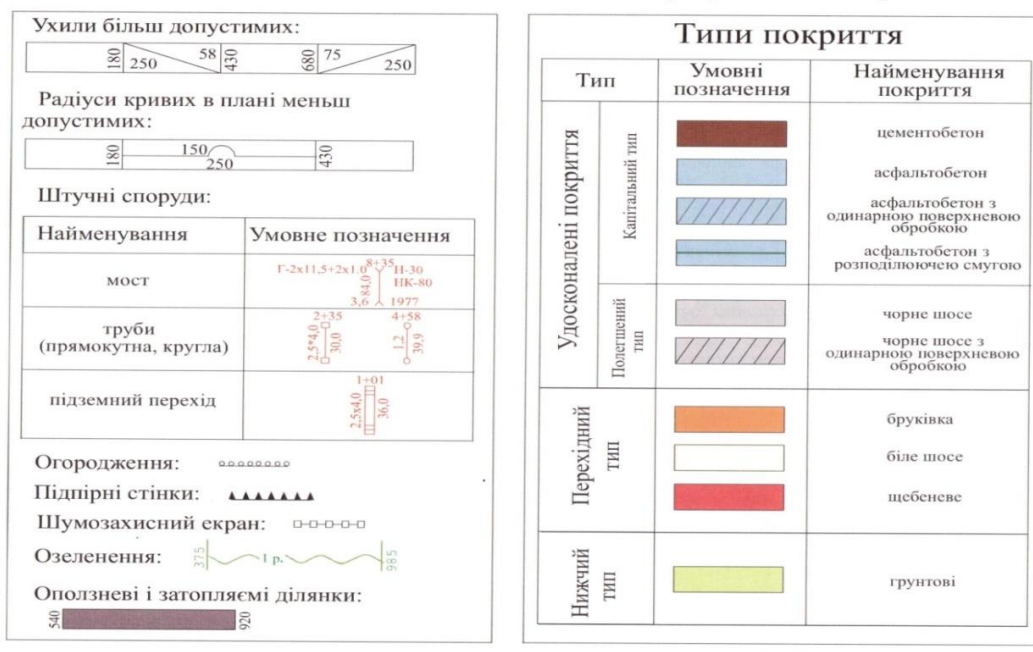 Ухили більш допустимих:
180 250 58 430 680 75 250
Радіуси кривих в плані меньш
допустимих:
180 150 250 430
Штучні споруди:
Найменування Умовне позначення
мост
Г-2х11,5+2х1.0 8+35 Н-30
НК-80
84,0
3,6 1977
труби
(прямокутна, кругла)
2+35 4+58
2,5*4,0 30,0 1,2 39,9
підземний перехід
1+01
2,5х4,0 36,0
Огородження:
Підпірні стінки:
Шумозахисний екран:
Озеленення: 375 1 р. 985
Оползневі і затопляємі ділянки:
540 920
Типи покриття
Тип
Умовні
позначення
Найменування
покриття
Удосконалені покриття
Капітальний тип
цементобетон
асфальтобетон
асфальтобетон з
одинарною поверхневою
обробкою
асфальтобетон з
розподілюючею смугою
Полегшений
тип
чорне шосе
чорне шосе з
одинарною поверхневою
обробкою
Перехідний
тип
бруківка
біле шосе
щебеневе
Нижчий
тип
грунтові